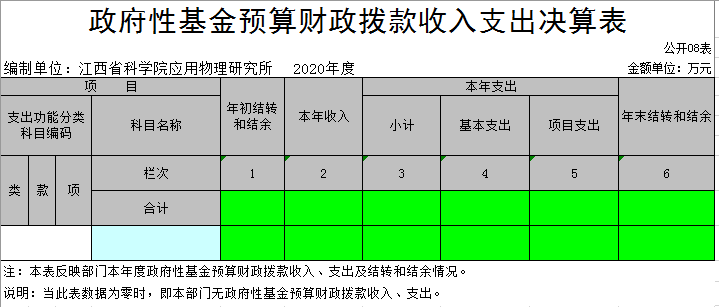 政府性基金预算财政拨款收入支出决算表
公开08表
编制单位：江西省科学院应用物理研究所 2020年度 金额单位：万元
项 目 年初结转和结余 本年收入 本年支出 年末结转和结余
支出功能分类科目编码 科目名称 小计 基本支出 项目支出
类 款 项 栏次 1 2 3 4 5 6
合计
注：本表反映部门本年度政府性基金预算财政拨款收入、支出及结转和结余情况。
说明：当此表数据为零时，即本部门无政府性基金预算财政拨款收入、支出。